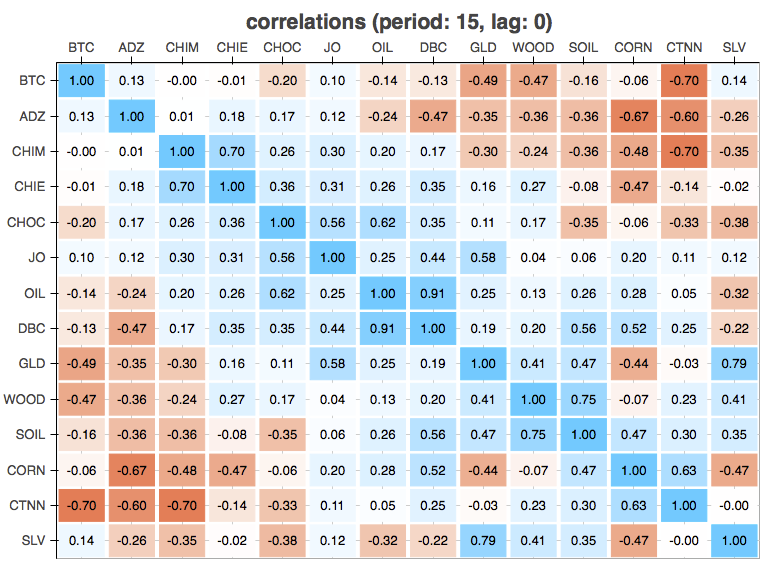 correlations (period: 15, lag: 0)
BTC ADZ CHIM CHIE CHOC JO OIL DBC GLD WOOD SOIL CORN CTNN SLV
BTC 1.00 0.13 -0.00 -0.01 -0.20 0.10 -0.14 -0.13 -0.49 -0.47 -0.16 -0.06 -0.70 0.14
ADZ 0.13 1.00 0.01 0.18 0.17 0.12 -0.24 -0.47 -0.35 -0.36 -0.36 -0.67 -0.60 -0.26
CHIM -0.00 0.01 1.00 0.70 0.26 0.30 0.20 0.17 -0.30 -0.24 -0.36 -0.48 -0.70 -0.35
CHIE -0.01 0.18 0.70 1.00 0.36 0.31 0.26 0.35 0.16 0.27 -0.08 -0.47 -0.14 -0.02
CHOC -0.20 0.17 0.26 0.36 1.00 0.56 0.62 0.35 0.11 0.17 -0.35 -0.06 -0.33 -0.38
JO 0.10 0.12 0.30 0.31 0.56 1.00 0.25 0.44 0.58 0.04 0.06 0.20 0.11 0.12
OIL -0.14 -0.24 0.20 0.26 0.62 0.25 1.00 0.91 0.25 0.13 0.26 0.28 0.05 -0.32
DBC -0.13 -0.47 0.17 0.35 0.35 0.44 0.91 1.00 0.19 0.20 0.56 0.52 0.25 -0.22
GLD -0.49 -0.35 -0.30 0.16 0.11 0.58 0.25 0.19 1.00 0.41 0.47 -0.44 -0.03 0.79
WOOD -0.47 -0.36 -0.24 0.27 0.17 0.04 0.13 0.20 0.41 1.00 0.75 -0.07 0.23 0.41
SOIL -0.16 -0.36 -0.36 -0.08 -0.35 0.06 0.26 0.56 0.47 0.75 1.00 0.47 0.30 0.35
CORN -0.06 -0.67 -0.48 -0.47 -0.06 0.20 0.28 0.52 -0.44 -0.07 0.47 1.00 0.63 -0.47
CTNN -0.70 -0.60 -0.70 -0.14 -0.33 0.11 0.05 0.25 -0.03 0.23 0.30 0.63 1.00 -0.00
SLV 0.14 -0.26 -0.35 -0.02 -0.38 0.12 -0.32 -0.22 0.79 0.41 0.35 -0.47 -0.00 1.00